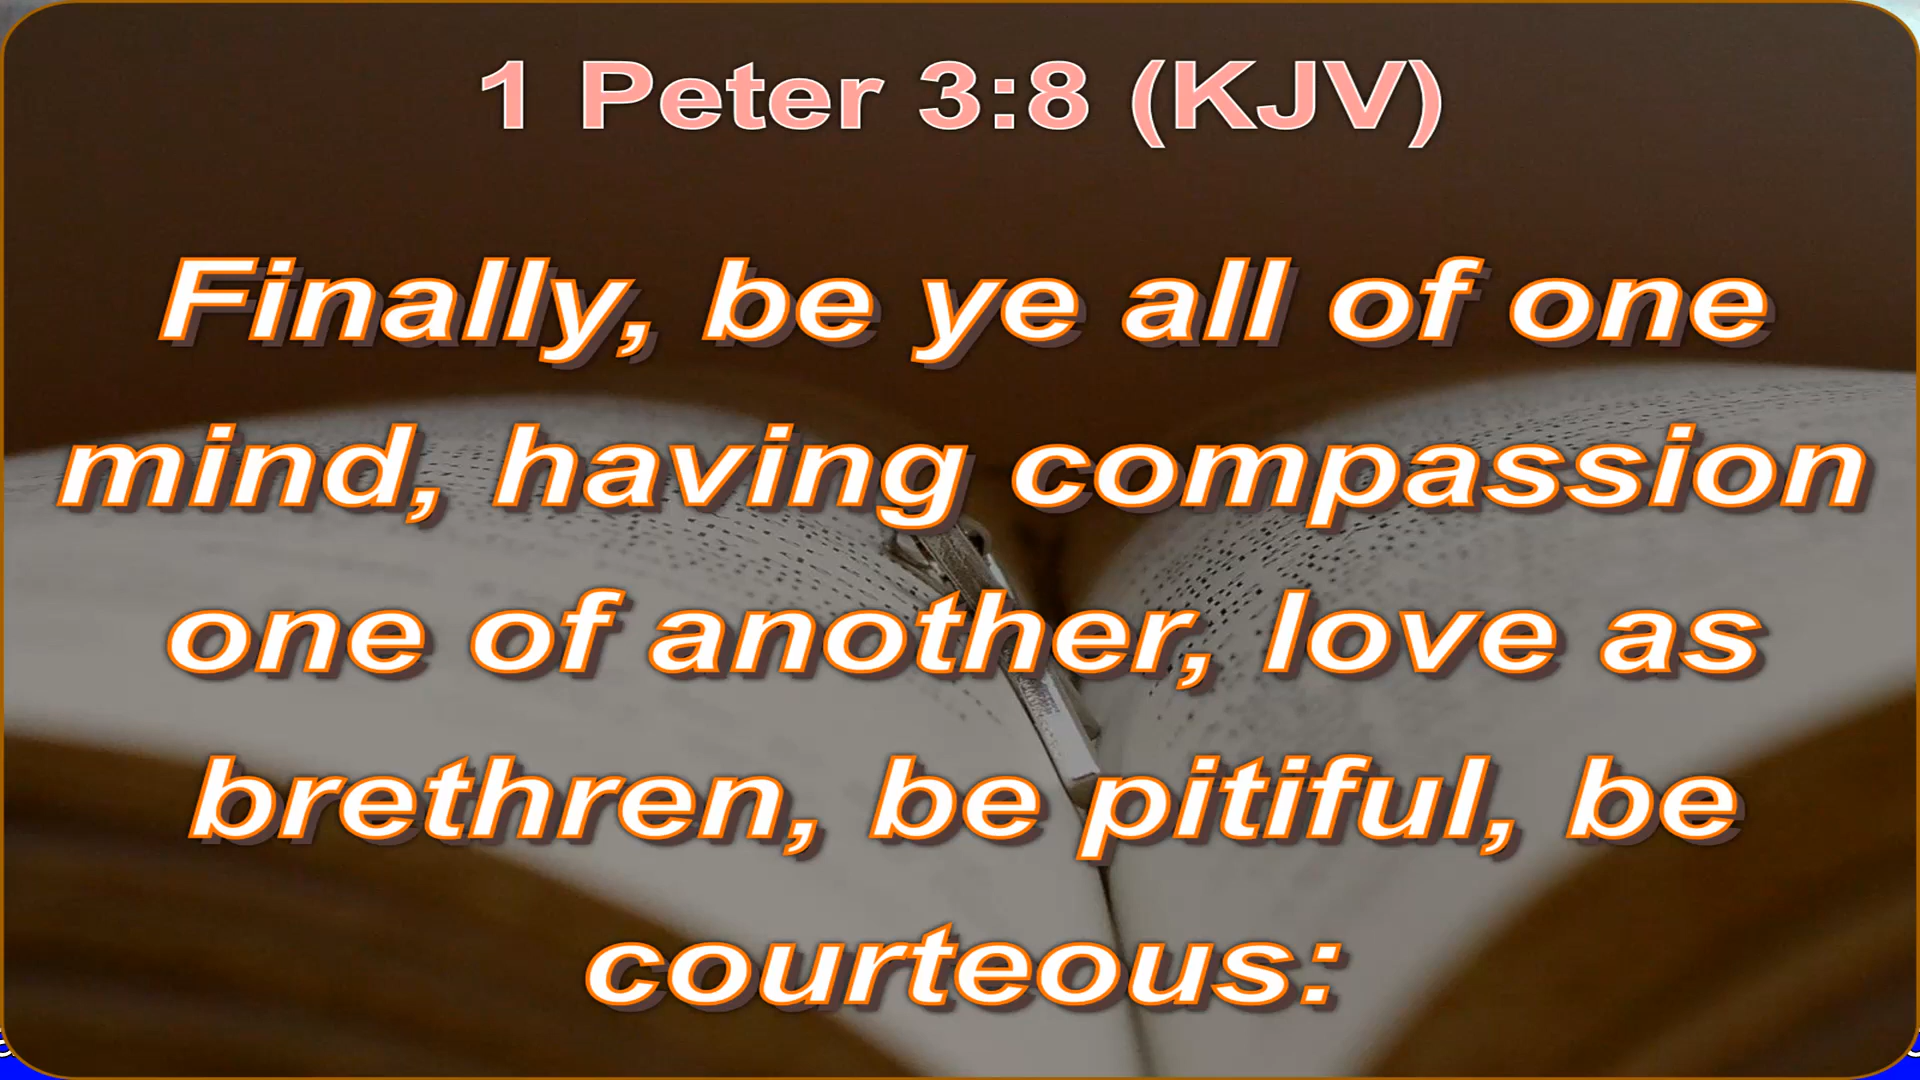 1 Peter 3:8 (KJV)
Finally, be ye all of one
mind, having compassion
one of another, love as
brethren, be pitiful, be
courteous: